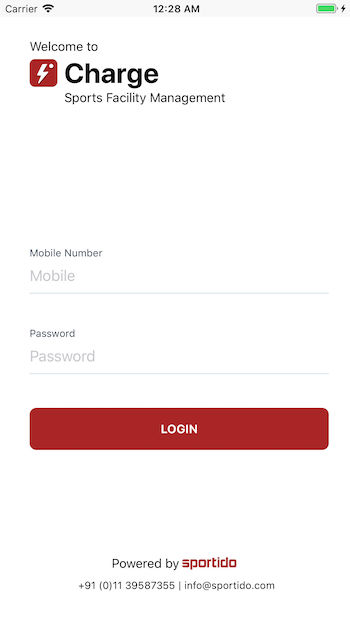 Carrier 12:28 AM
Welcome to
Charge
Sports Facility Management
Mobile Number
Mobile
Password
Password
LOGIN
Powered by sportido
+91 (0)11 39587355 | info@sportido.com